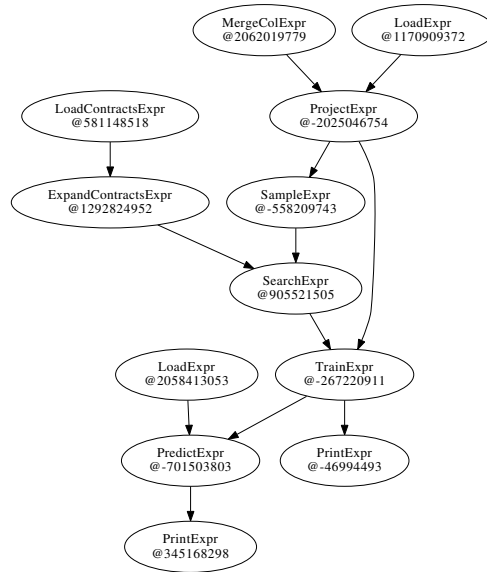 MergeColExpr
@2062019779
LoadExpr
@1170909372
LoadContractsExpr
@581148518
ProjectExpr
@-2025046754
ExpandContractsExpr
@1292824952
SampleExpr
@-558209743
SearchExpr
@905521505
LoadExpr
@2058413053
TrainExpr
@-267220911
PredictExpr
@-701503803
PrintExpr
@-46994493
PrintExpr
@345168298